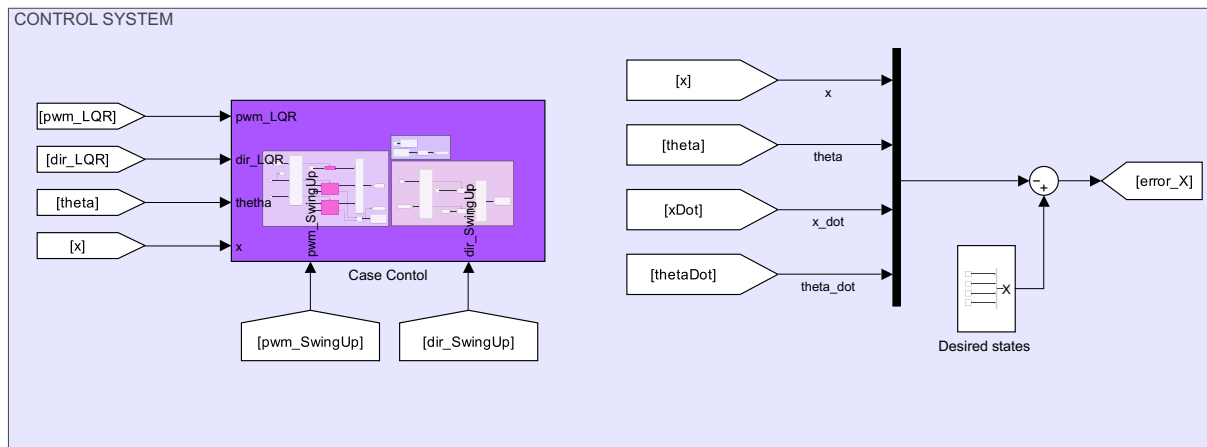 CONTROL SYSTEM
[pwm_LQR]
[dir_LQR]
[theta]
[x]
pwm_LQR
dir_LQR
thetha
x
pwm_SwingUp
dir_SwingUp
Case Contol
[pwm_SwingUp]
[dir_SwingUp]
[x]
x
[theta]
theta
[xDot]
x_dot
[thetaDot]
theta_dot
−
+
[error_X]
X
Desired states